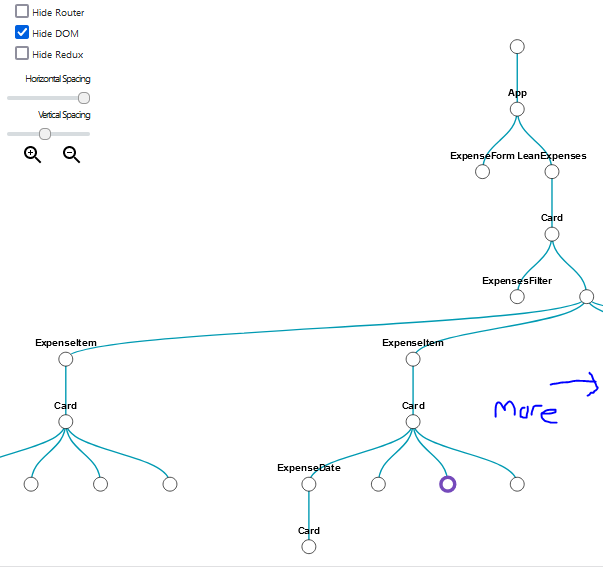 Hide Router
Hide DOM
Hide Redux
Horizontal Spacing
Vertical Spacing
App
ExpenseForm LeanExpenses
Card
ExpensesFilter
ExpenseItem ExpenseItem
Card Card
More
ExpenseDate
Card